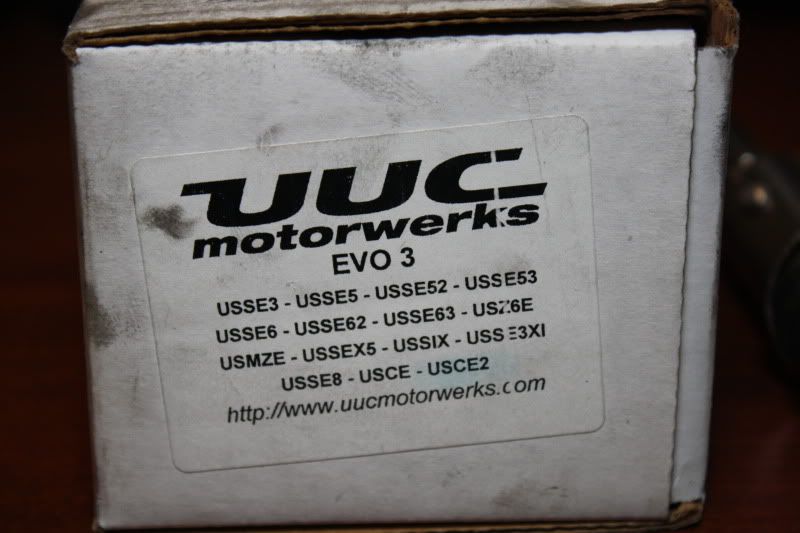 UUC
motorwerks
EVO 3
USSE3 - USSE5 - USSE52 - USSE53
USSE6 - USSE62 - USSE63 - USZ6E
USMZE - USSEX5 - USSIX - USSE3XI
USSE8 - USCE - USCE2
http://www.uucmotorwerks.com